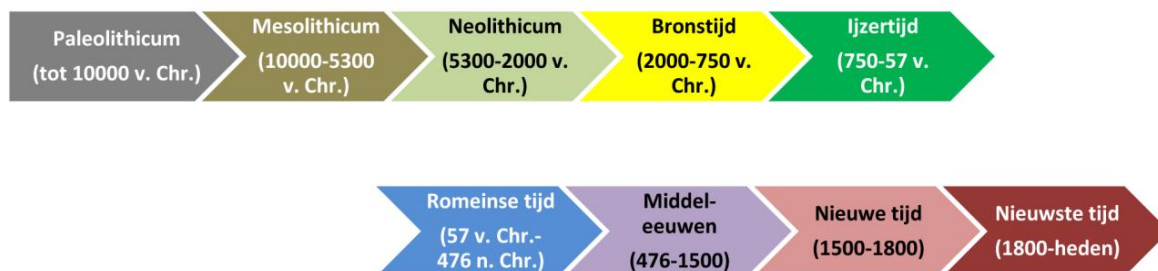 Paleolithicum
(tot 10000 v. Chr.)
Mesolithicum
(10000-5300
v. Chr.)
Neolithicum
(5300-2000 v.
Chr.)
Bronstijd
(2000-750 v.
Chr.)
Ijzertijd
(750-57 v.
Chr.)
Romeinse tijd
(57 v. Chr.-
476 n. Chr.)
Middel-
eeuwen
(476-1500)
Nieuwe tijd
(1500-1800)
Nieuwste tijd
(1800-heden)